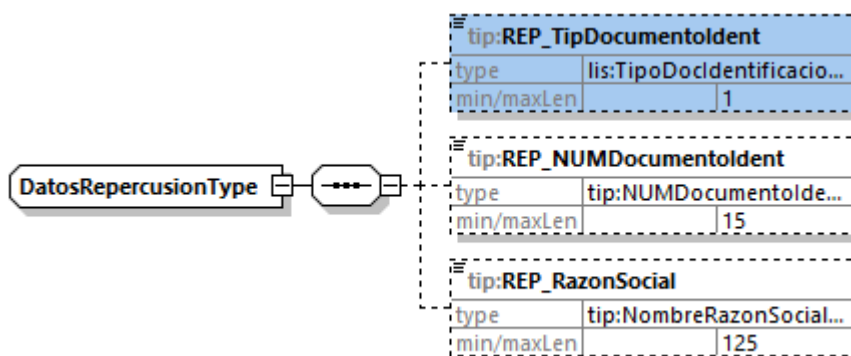 tip:REP_TipDocumentoIdent
type lis:TipoDocIdentificacio...
min/maxLen 1
tip:REP_NUMDocumentoIdent
DatosRepercusionType
type tip:NUMDocumentoIde...
min/maxLen 15
tip:REP_RazonSocial
type tip:NombreRazonSocial...
min/maxLen 125